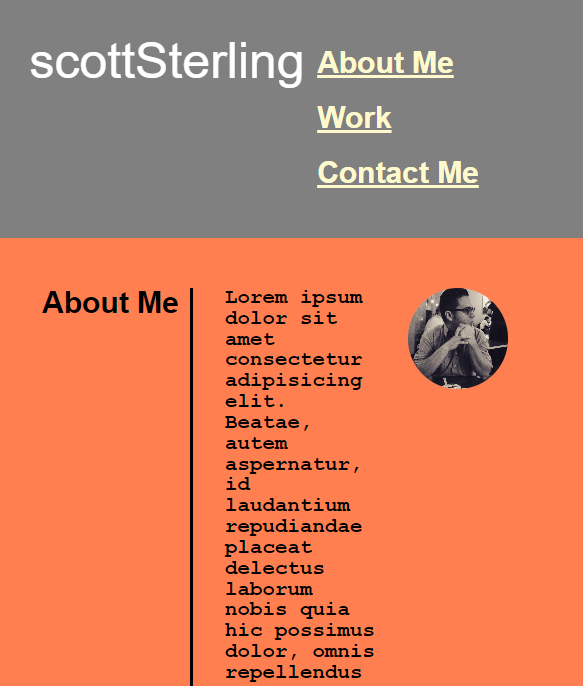 scottSterling
About Me
Work
Contact Me
About Me
Lorem ipsum
dolor sit
amet
consectetur
adipisicing
elit.
Beatae,
autem
aspernatur,
id
laudantium
repudiandae
placeat
delectus
laborum
nobis quia
hic possimus
dolor, omnis
repellendus